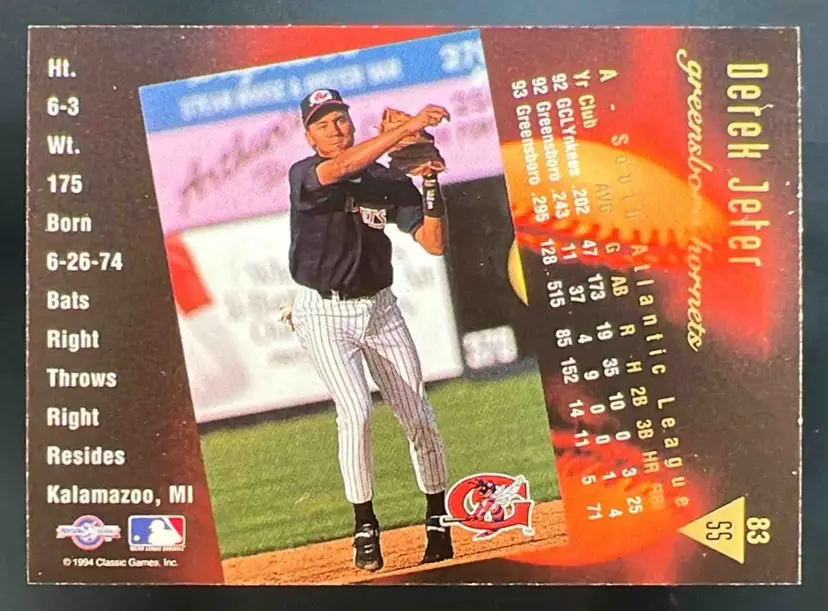 Ht.
6-3
Wt.
175
Born
6-26-74
Bats
Right
Throws
Right
Resides
Kalamazoo, MI
© 1994 Classic Games, Inc.
Derek Jeter
greensboro hornets
83
SS
A - South Atlantic League
Yr Club AVG G AB R H 2B 3B HR RBI
92 GCLYnkees .202 47 173 19 35 10 0 3 25
92 Greensboro .243 11 37 4 9 0 0 1 4
93 Greensboro .295 128 515 85 152 14 11 5 71